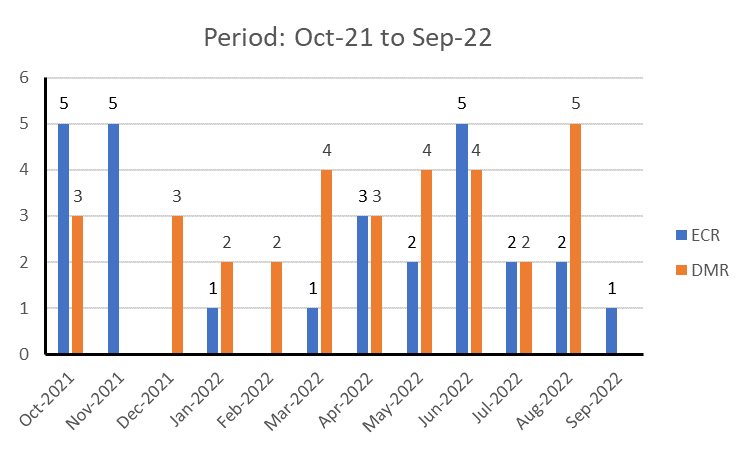 Period: Oct-21 to Sep-22
6
5
4
3
2
1
0
5
3
5
3
1
2
2
1
4
3
3
2
4
5
4
2
2
2
5
1
Oct-2021
Nov-2021
Dec-2021
Jan-2022
Feb-2022
Mar-2022
Apr-2022
May-2022
Jun-2022
Jul-2022
Aug-2022
Sep-2022
ECR
DMR